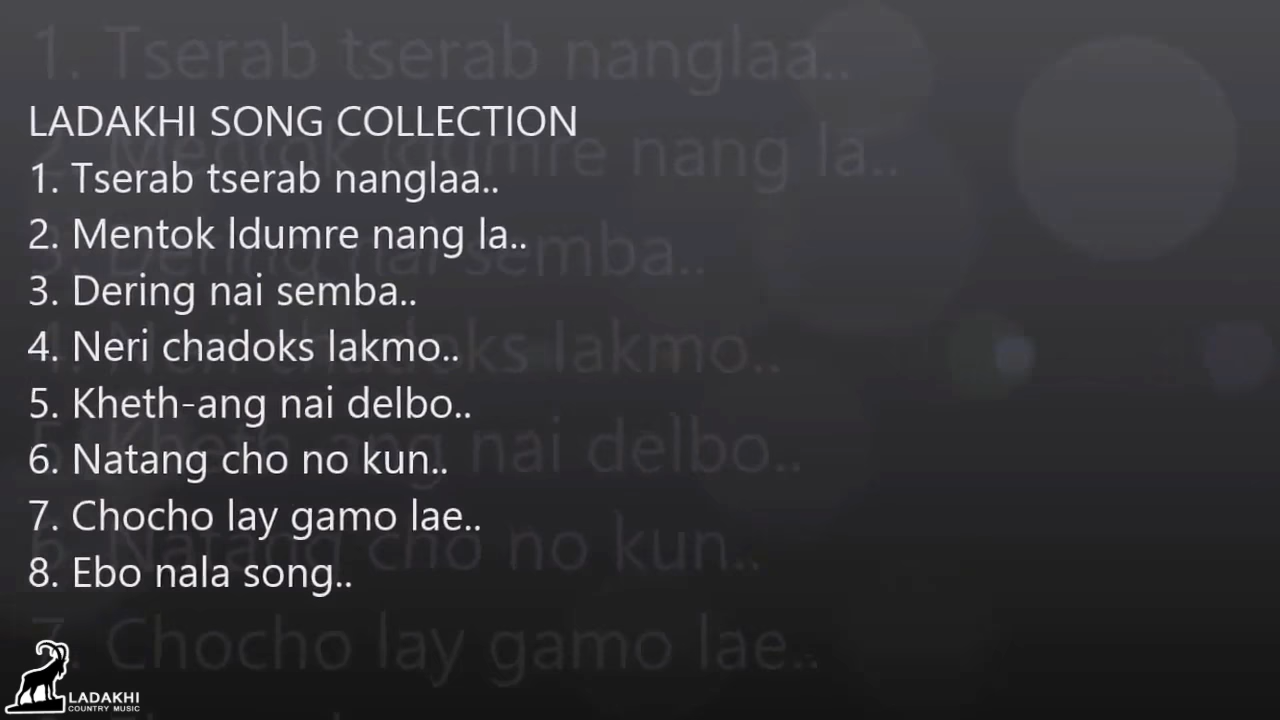 LADAKHI SONG COLLECTION
1. Tserab tserab nanglaa..
2. Mentok ldumre nang la..
3. Dering nai semba..
4. Neri chadoks lakmo..
5. Kheth-ang nai delbo..
6. Natang cho no kun..
7. Chocho lay gamo lae..
8. Ebo nala song..
LADAKHI
COUNTRY MUSIC